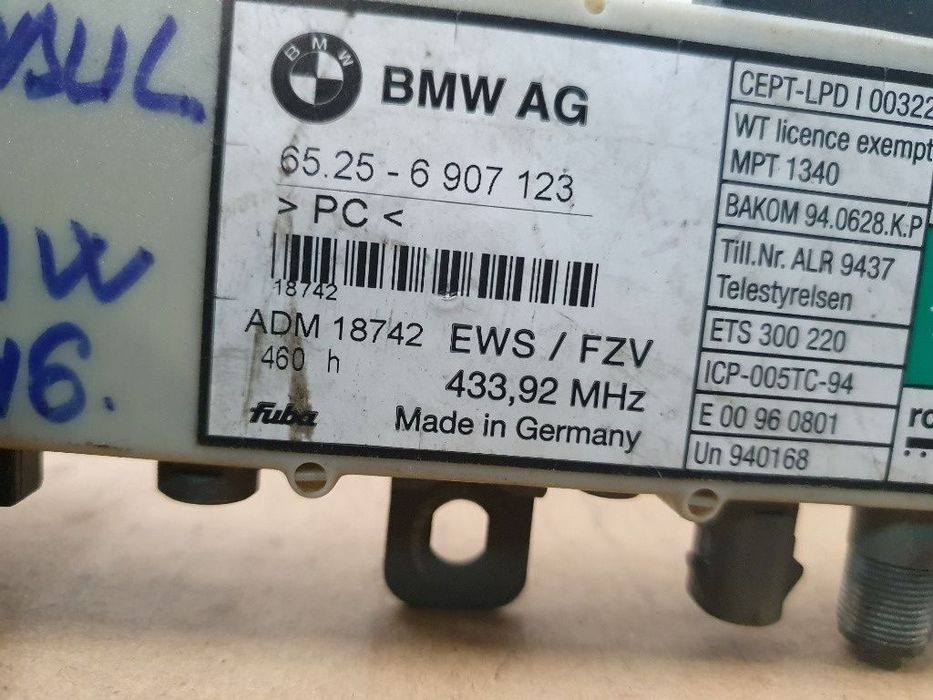 BMW
BMW AG
65.25 - 6 907 123
> PC <
18742
ADM 18742
460 h
EWS / FZV
433,92 MHz
fuba
Made in Germany
CEPT-LPD I 00322
WT licence exempt
MPT 1340
BAKOM 94.0628.K.P
Till.Nr. ALR 9437
Telestyrelsen
ETS 300 220
ICP-005TC-94
E 00 96 0801
Un 940168